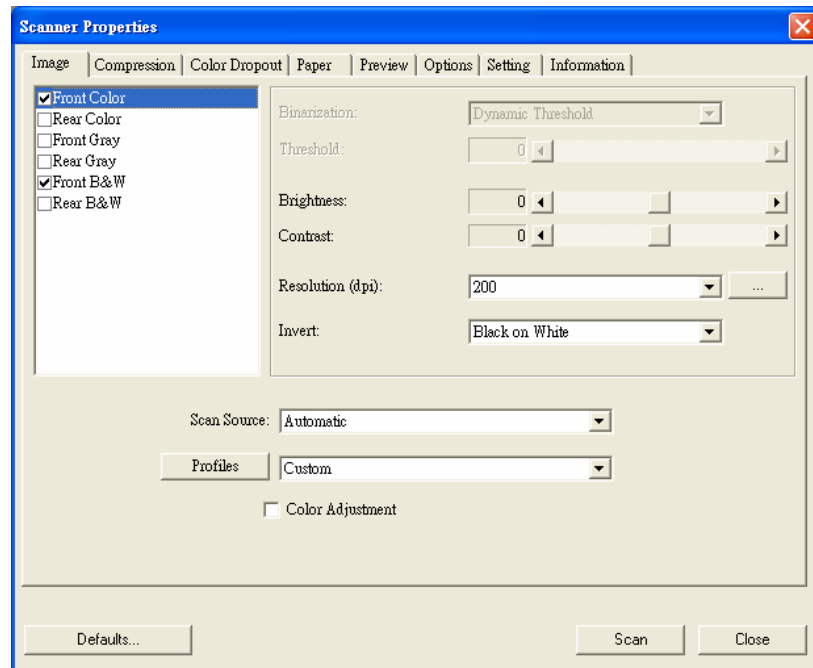 Scanner Properties
Image Compression Color Dropout Paper Preview Options Setting Information
Front Color
Rear Color
Front Gray
Rear Gray
Front B&W
Rear B&W
Binarization: Dynamic Threshold
Threshold: 0
Brightness: 0
Contrast: 0
Resolution (dpi): 200 ...
Invert: Black on White
Scan Source: Automatic
Profiles Custom
Color Adjustment
Defaults... Scan Close